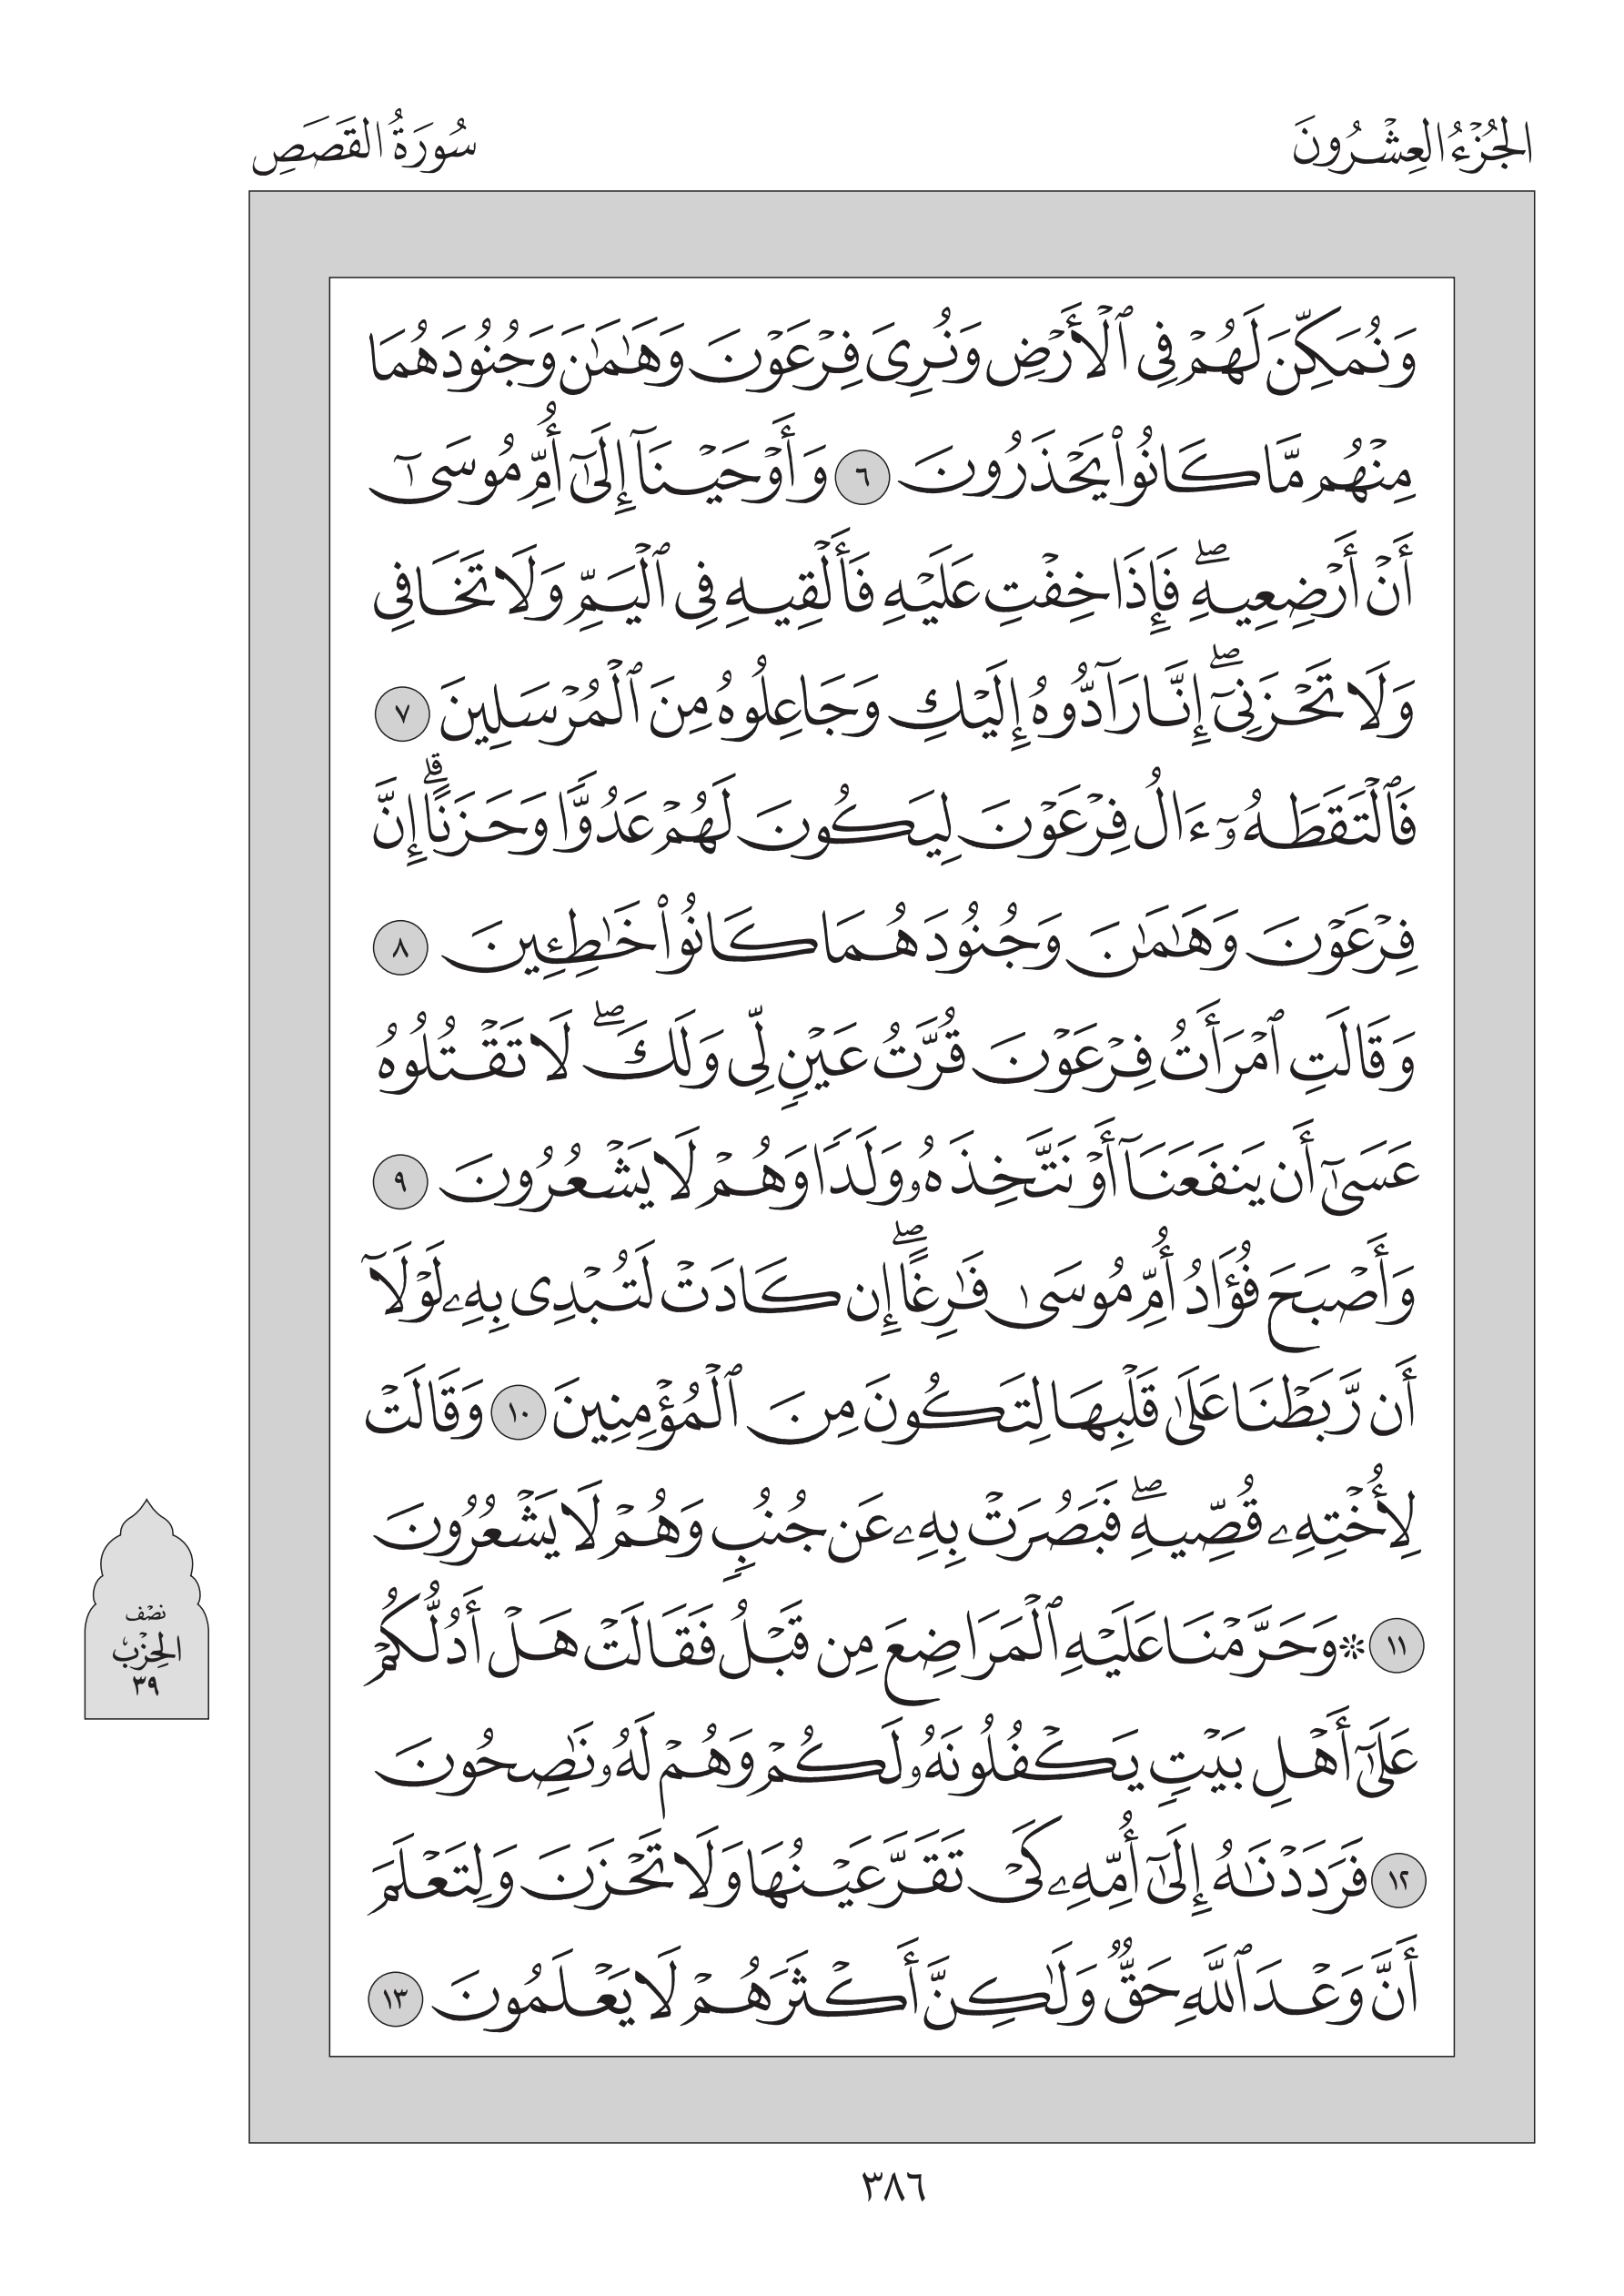 الجُزْءُ العِشْرُونَ
سُورَةُ القَصَصِ
وَنُمَكِّنَ لَهُمْ فِى ٱلْأَرْضِ وَنُرِىَ فِرْعَوْنَ وَهَٰمَٰنَ وَجُنُودَهُمَا
مِنْهُم مَّا كَانُوا۟ يَحْذَرُونَ ٦ وَأَوْحَيْنَآ إِلَىٰٓ أُمِّ مُوسَىٰٓ
أَنْ أَرْضِعِيهِ ۖ فَإِذَا خِفْتِ عَلَيْهِ فَأَلْقِيهِ فِى ٱلْيَمِّ وَلَا تَخَافِى
وَلَا تَحْزَنِىٓ ۖ إِنَّا رَآدُّوهُ إِلَيْكِ وَجَاعِلُوهُ مِنَ ٱلْمُرْسَلِينَ ٧
فَٱلْتَقَطَهُۥٓ ءَالُ فِرْعَوْنَ لِيَكُونَ لَهُمْ عَدُوًّا وَحَزَنًا ۗ إِنَّ
فِرْعَوْنَ وَهَٰمَٰنَ وَجُنُودَهُمَا كَانُوا۟ خَٰطِـِٔينَ ٨
وَقَالَتِ ٱمْرَأَتُ فِرْعَوْنَ قُرَّتُ عَيْنٍ لِّى وَلَكَ ۖ لَا تَقْتُلُوهُ
عَسَىٰٓ أَن يَنفَعَنَآ أَوْ نَتَّخِذَهُۥ وَلَدًا وَهُمْ لَا يَشْعُرُونَ ٩
وَأَصْبَحَ فُؤَادُ أُمِّ مُوسَىٰ فَٰرِغًا ۖ إِن كَادَتْ لَتُبْدِى بِهِۦ لَوْلَآ
أَن رَّبَطْنَا عَلَىٰ قَلْبِهَا لِتَكُونَ مِنَ ٱلْمُؤْمِنِينَ ١٠ وَقَالَتْ
لِأُخْتِهِۦ قُصِّيهِ ۖ فَبَصُرَتْ بِهِۦ عَن جُنُبٍ وَهُمْ لَا يَشْعُرُونَ
١١ ۞ وَحَرَّمْنَا عَلَيْهِ ٱلْمَرَاضِعَ مِن قَبْلُ فَقَالَتْ هَلْ أَدُلُّكُمْ
عَلَىٰٓ أَهْلِ بَيْتٍ يَكْفُلُونَهُۥ لَكُمْ وَهُمْ لَهُۥ نَٰصِحُونَ
١٢ فَرَدَدْنَٰهُ إِلَىٰٓ أُمِّهِۦ كَىْ تَقَرَّ عَيْنُهَا وَلَا تَحْزَنَ وَلِتَعْلَمَ
أَنَّ وَعْدَ ٱللَّهِ حَقٌّ وَلَٰكِنَّ أَكْثَرَهُمْ لَا يَعْلَمُونَ ١٣
نصْف
الحِزْب
٣٩
٣٨٦